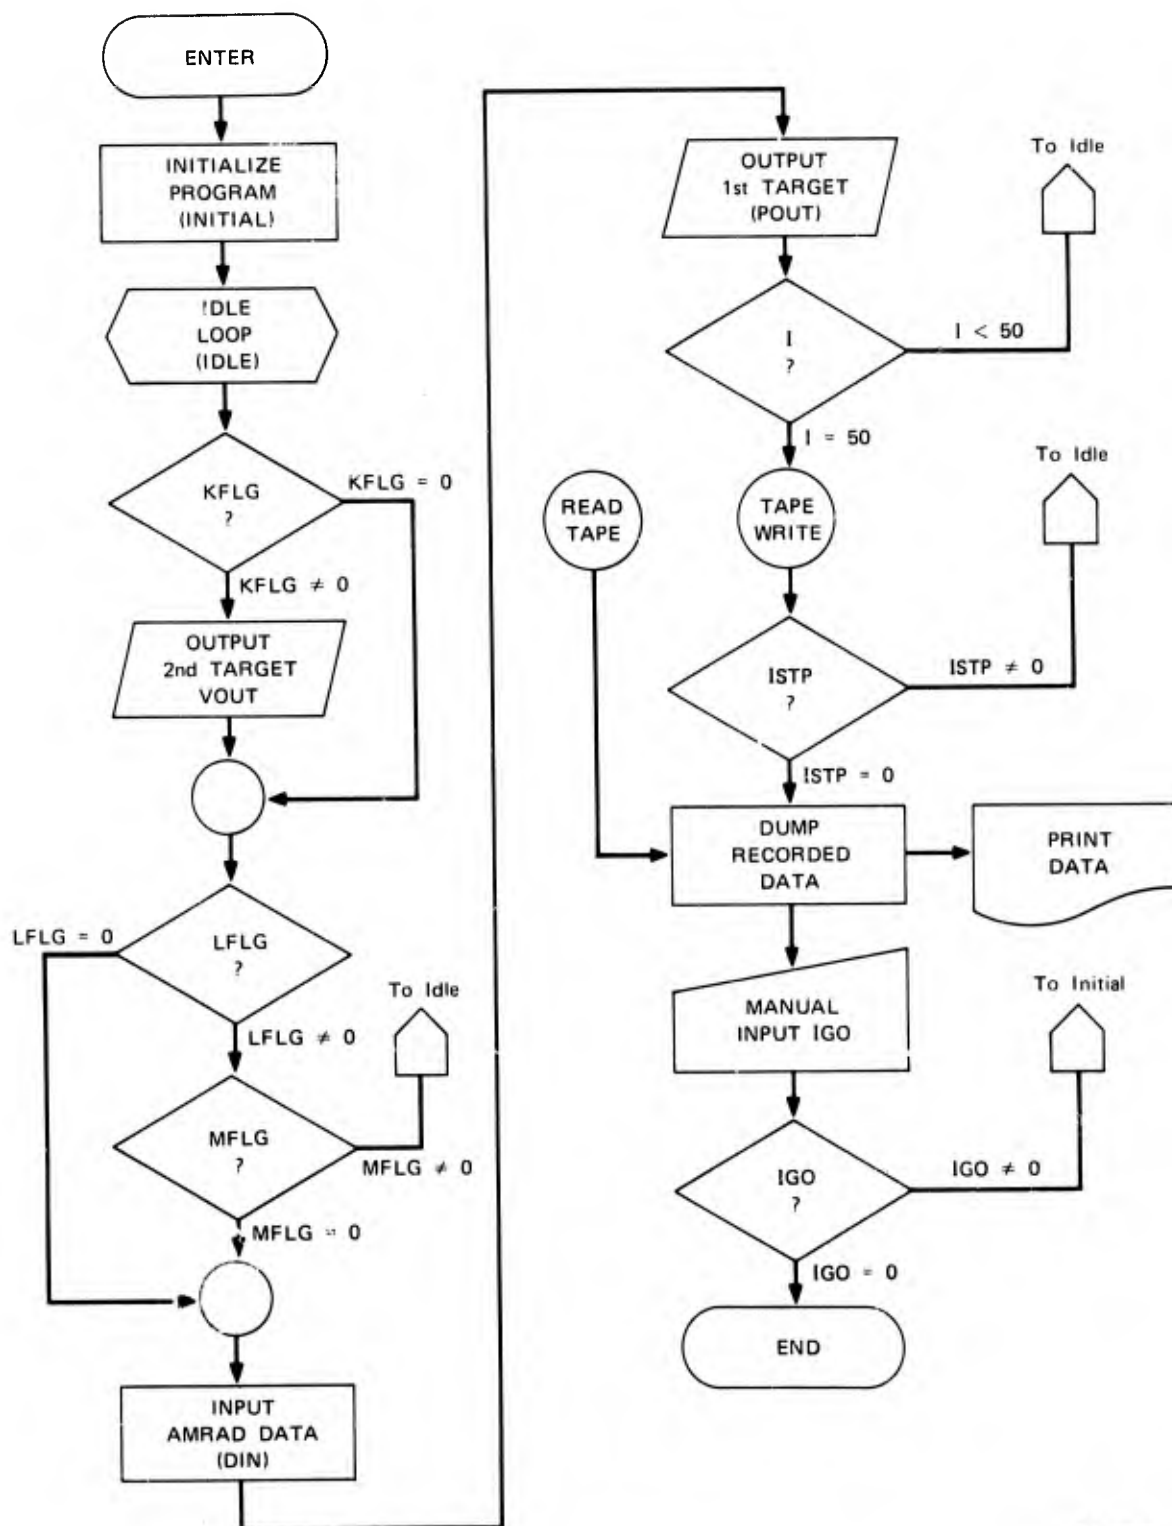 ENTER
INITIALIZE
PROGRAM
(INITIAL)
IDLE
LOOP
(IDLE)
KFLG
?
KFLG = 0
KFLG ≠ 0
OUTPUT
2nd TARGET
VOUT
LFLG = 0
LFLG
?
LFLG ≠ 0
To Idle
MFLG
?
MFLG ≠ 0
MFLG = 0
INPUT
AMRAD DATA
(DIN)
OUTPUT
1st TARGET
(POUT)
To Idle
I
?
I < 50
I = 50
READ
TAPE
TAPE
WRITE
To Idle
ISTP
?
ISTP ≠ 0
ISTP = 0
DUMP
RECORDED
DATA
PRINT
DATA
MANUAL
INPUT IGO
To Initial
IGO
?
IGO ≠ 0
IGO = 0
END